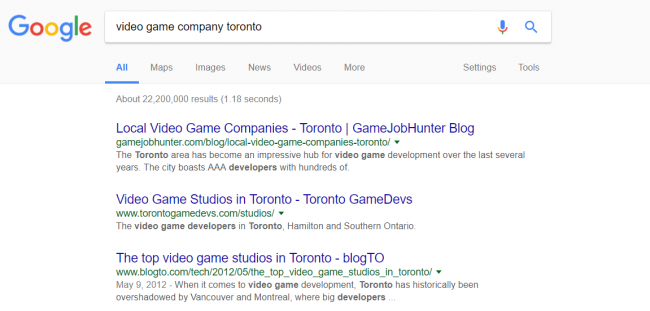 Google video game company toronto
All Maps Images News Videos More Settings Tools
About 22,200,000 results (1.18 seconds)
Local Video Game Companies - Toronto | GameJobHunter Blog
gamejobhunter.com/blog/local-video-game-companies-toronto/
The Toronto area has become an impressive hub for video game development over the last several
years. The city boasts AAA developers with hundreds of.
Video Game Studios in Toronto - Toronto GameDevs
www.torontogamedevs.com/studios/
The video game developers in Toronto, Hamilton and Southern Ontario.
The top video game studios in Toronto - blogTO
www.blogto.com/tech/2012/05/the_top_video_game_studios_in_toronto/
May 9, 2012 - When it comes to video game development, Toronto has historically been
overshadowed by Vancouver and Montreal, where big developers ...